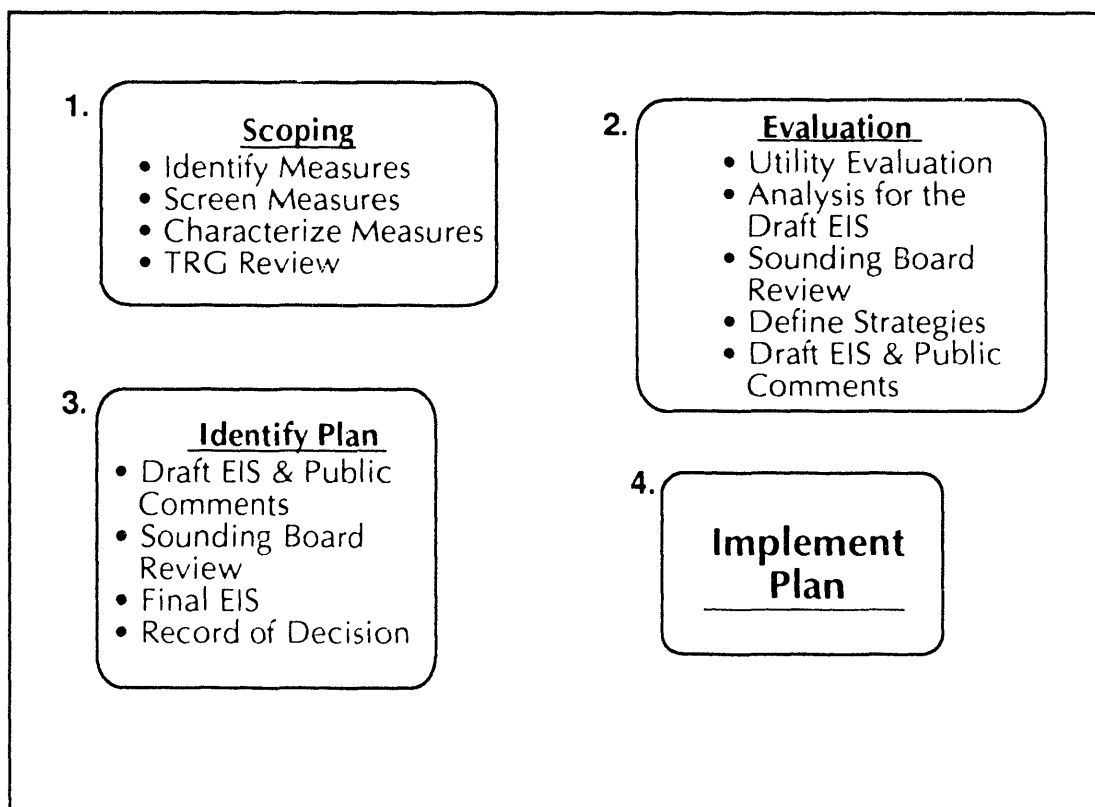 1.
Scoping
• Identify Measures
• Screen Measures
• Characterize Measures
• TRG Review
2.
Evaluation
• Utility Evaluation
• Analysis for the
Draft EIS
• Sounding Board
Review
• Define Strategies
• Draft EIS & Public
Comments
3.
Identify Plan
• Draft EIS & Public
Comments
• Sounding Board
Review
• Final EIS
• Record of Decision
4.
Implement
Plan